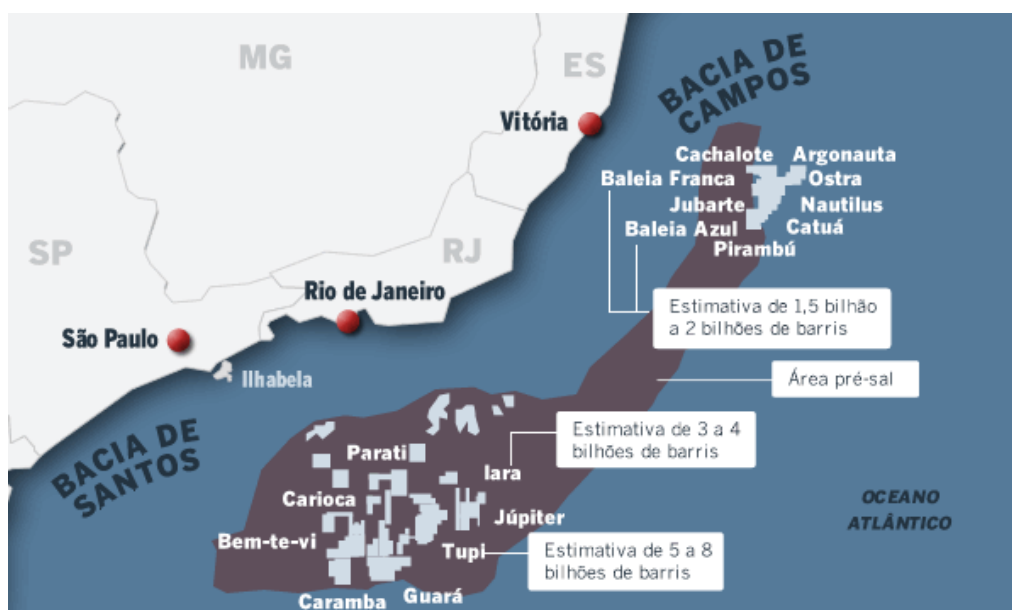 MG
ES
BACIA DE
CAMPOS
Vitória
Cachalote
Argonauta
Baleia Franca
Ostra
Jubarte
Nautilus
Baleia Azul
Catuá
Pirambú
SP
RJ
Rio de Janeiro
Estimativa de 1,5 bilhão
a 2 bilhões de barris
São Paulo
Ilhabela
Área pré-sal
BACIA DE
SANTOS
Estimativa de 3 a 4
bilhões de barris
Parati
Iara
Carioca
OCEANO
ATLÂNTICO
Júpiter
Bem-te-vi
Tupi
Estimativa de 5 a 8
bilhões de barris
Caramba
Guará